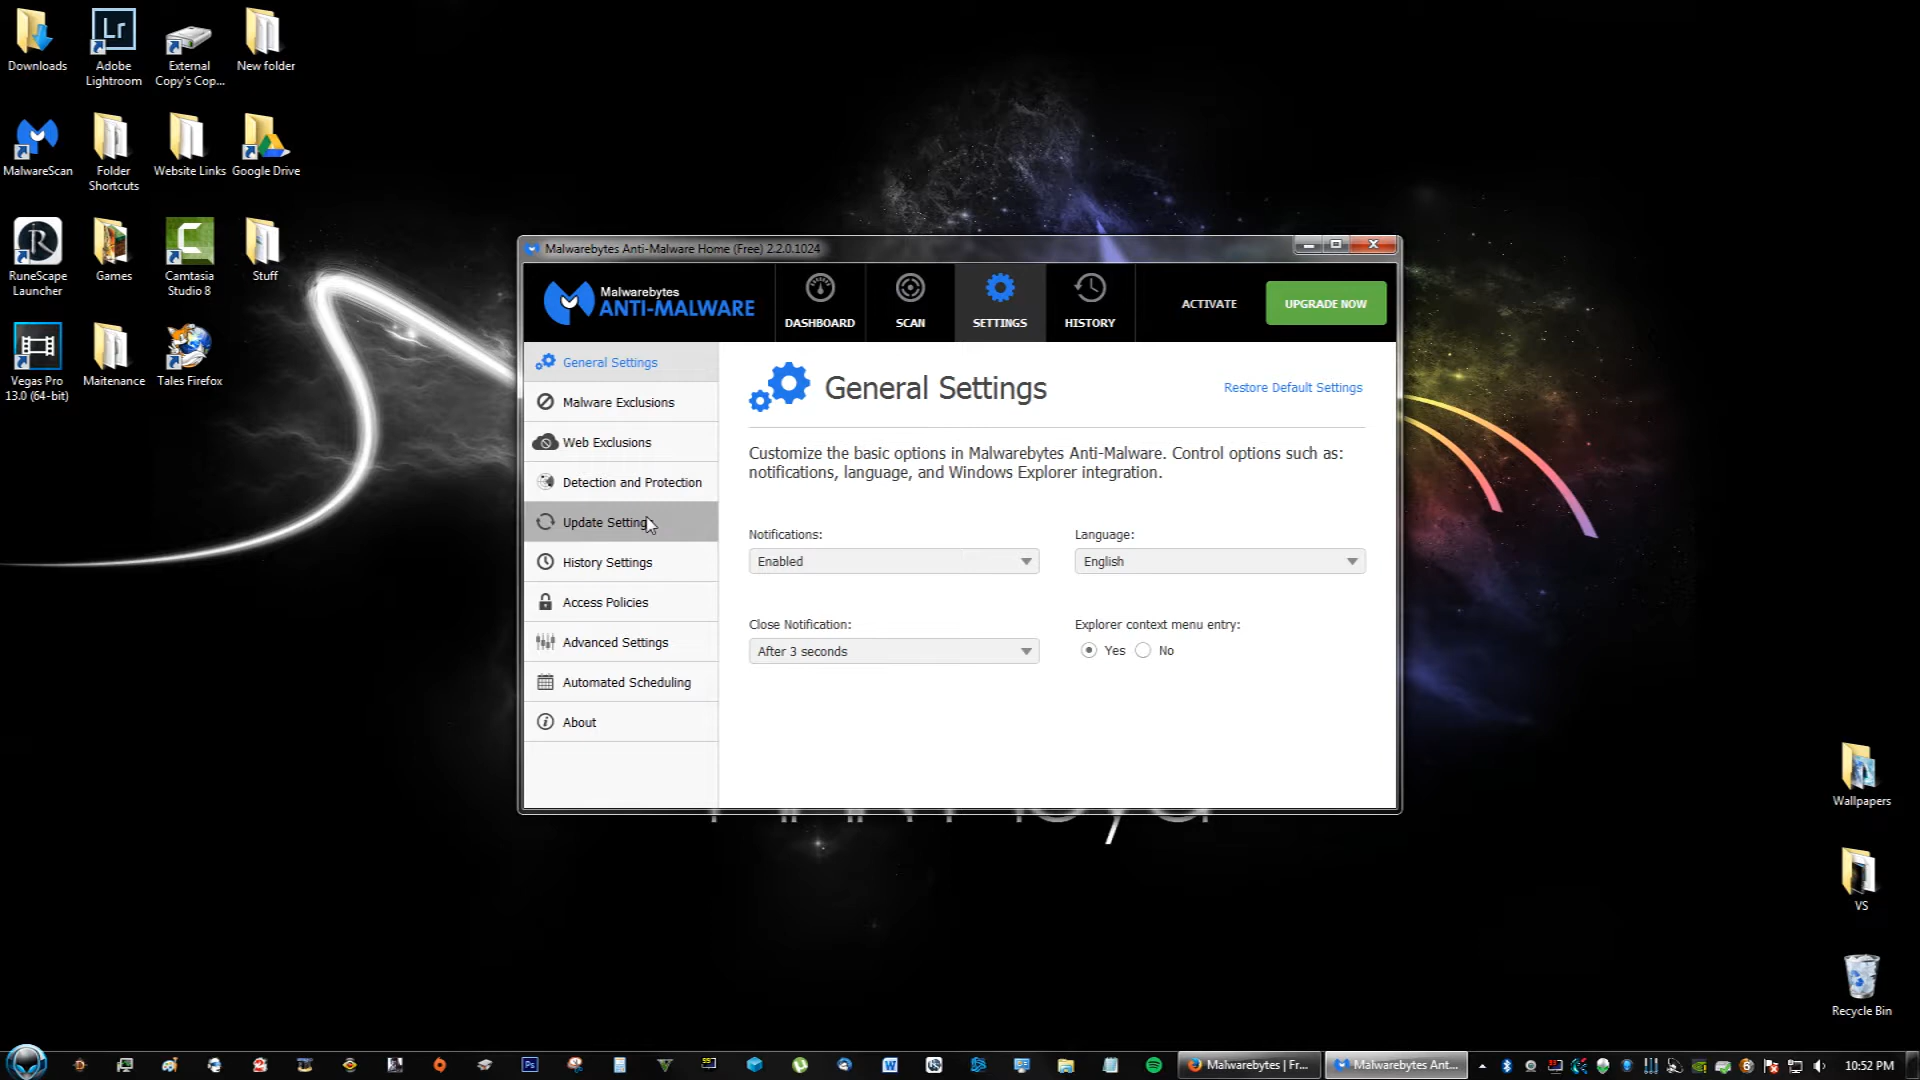 Downloads
Adobe
Lightroom
External
Copy's Cop...
New folder
MalwareScan
Folder
Shortcuts
Website Links
Google Drive
RuneScape
Launcher
Games
Camtasia
Studio 8
Stuff
Vegas Pro
13.0 (64-bit)
Maitenance
Tales Firefox
Malwarebytes Anti-Malware Home (Free) 2.2.0.1024
Malwarebytes
ANTI-MALWARE
DASHBOARD
SCAN
SETTINGS
HISTORY
ACTIVATE
UPGRADE NOW
General Settings
Malware Exclusions
Web Exclusions
Detection and Protection
Update Setting
History Settings
Access Policies
Advanced Settings
Automated Scheduling
About
General Settings
Restore Default Settings
Customize the basic options in Malwarebytes Anti-Malware. Control options such as:
notifications, language, and Windows Explorer integration.
Notifications:
Enabled
Language:
English
Close Notification:
After 3 seconds
Explorer context menu entry:
Yes
No
Wallpapers
VS
Recycle Bin
Malwarebytes | Fr...
Malwarebytes Ant...
10:52 PM